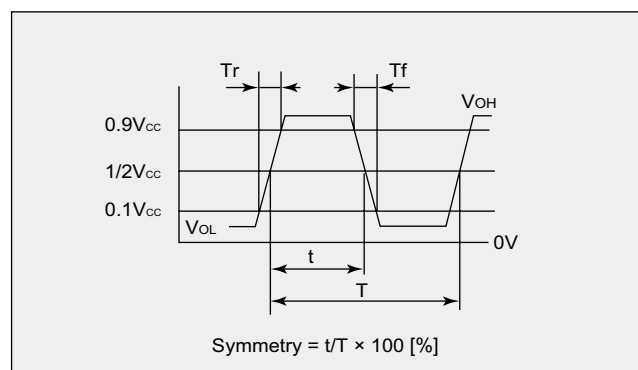 Tr
Tf
VOH
0.9Vcc
1/2Vcc
0.1Vcc
VOL
0V
t
T
Symmetry = t/T × 100 [%]